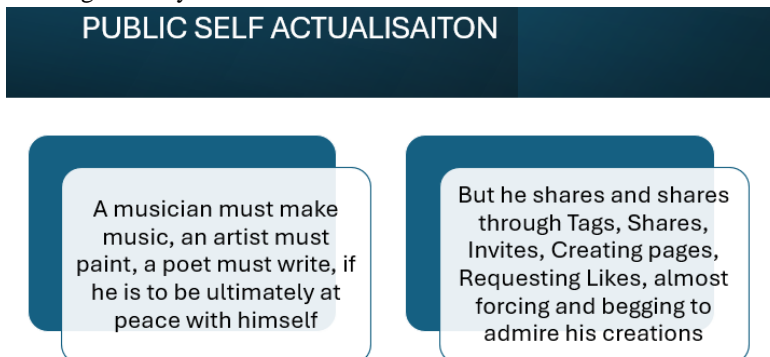 PUBLIC SELF ACTUALISAITON
A musician must make
music, an artist must
paint, a poet must write, if
he is to be ultimately at
peace with himself
But he shares and shares
through Tags, Shares,
Invites, Creating pages,
Requesting Likes, almost
forcing and begging to
admire his creations